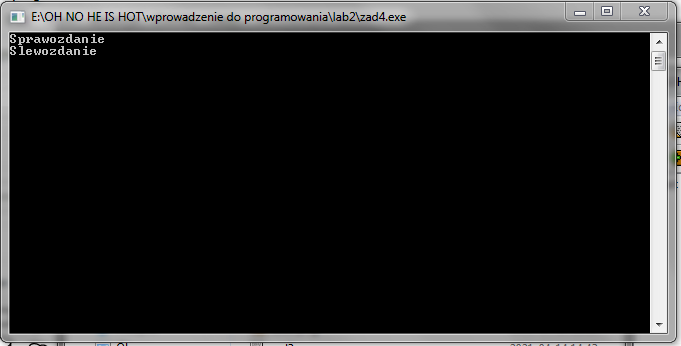 E:\OH NO HE IS HOT\wprowadzenie do programowania\lab2\zad4.exe
Sprawozdanie
Slewozdanie